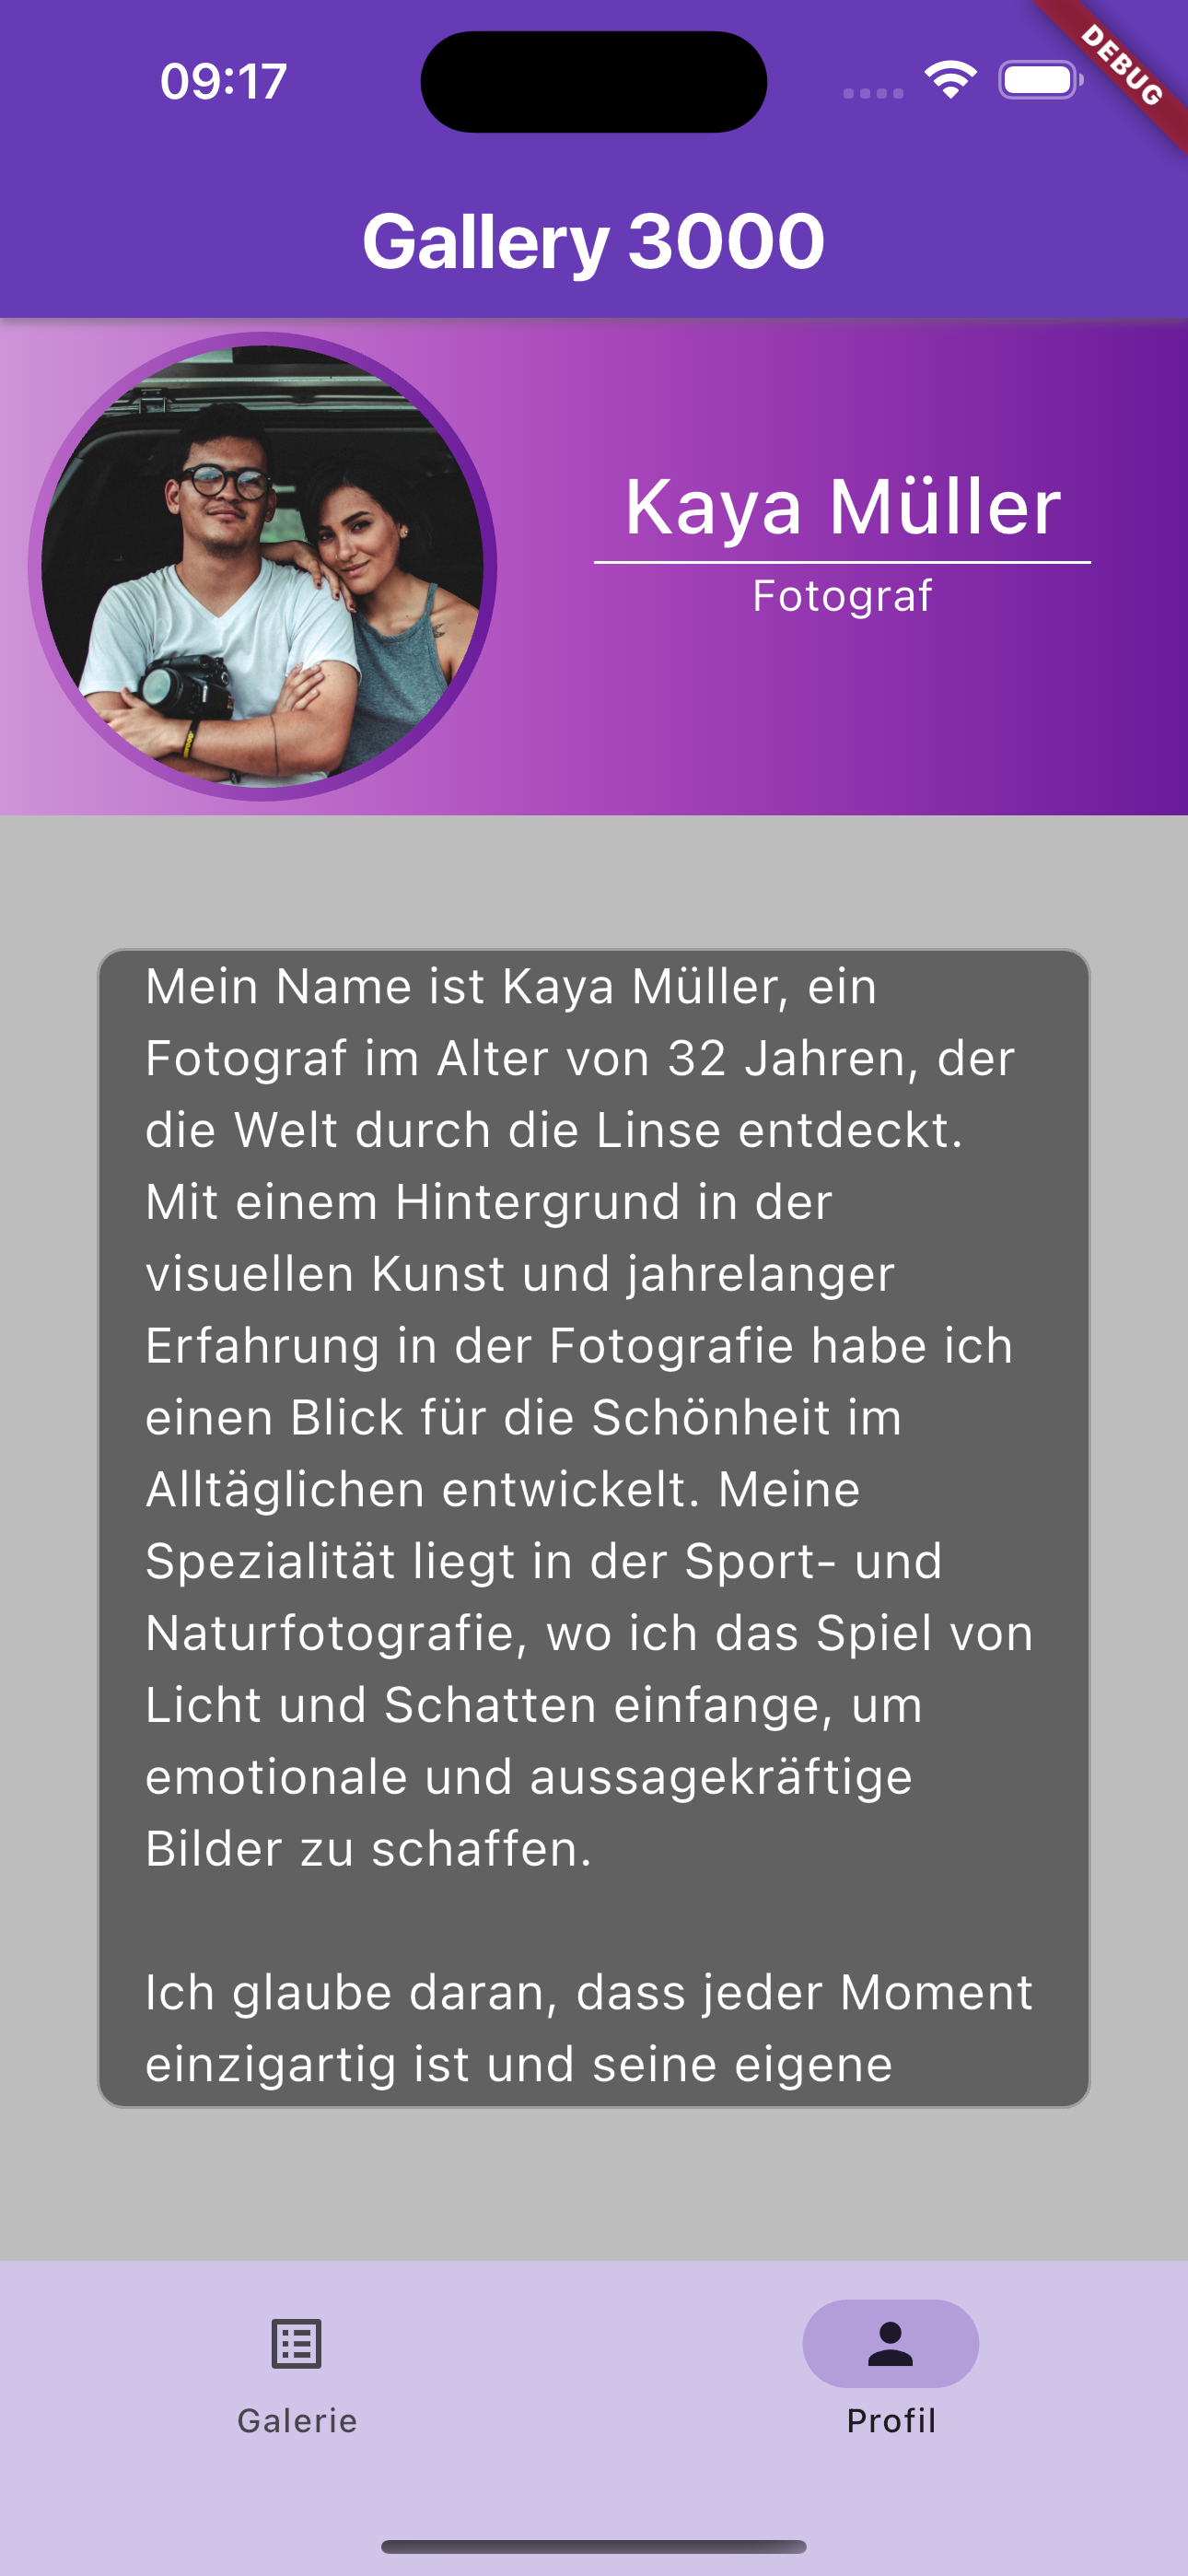 09:17
DEBUG
Gallery 3000
Kaya Müller
Fotograf
Mein Name ist Kaya Müller, ein
Fotograf im Alter von 32 Jahren, der
die Welt durch die Linse entdeckt.
Mit einem Hintergrund in der
visuellen Kunst und jahrelanger
Erfahrung in der Fotografie habe ich
einen Blick für die Schönheit im
Alltäglichen entwickelt. Meine
Spezialität liegt in der Sport- und
Naturfotografie, wo ich das Spiel von
Licht und Schatten einfange, um
emotionale und aussagekräftige
Bilder zu schaffen.
Ich glaube daran, dass jeder Moment
einzigartig ist und seine eigene
Galerie
Profil